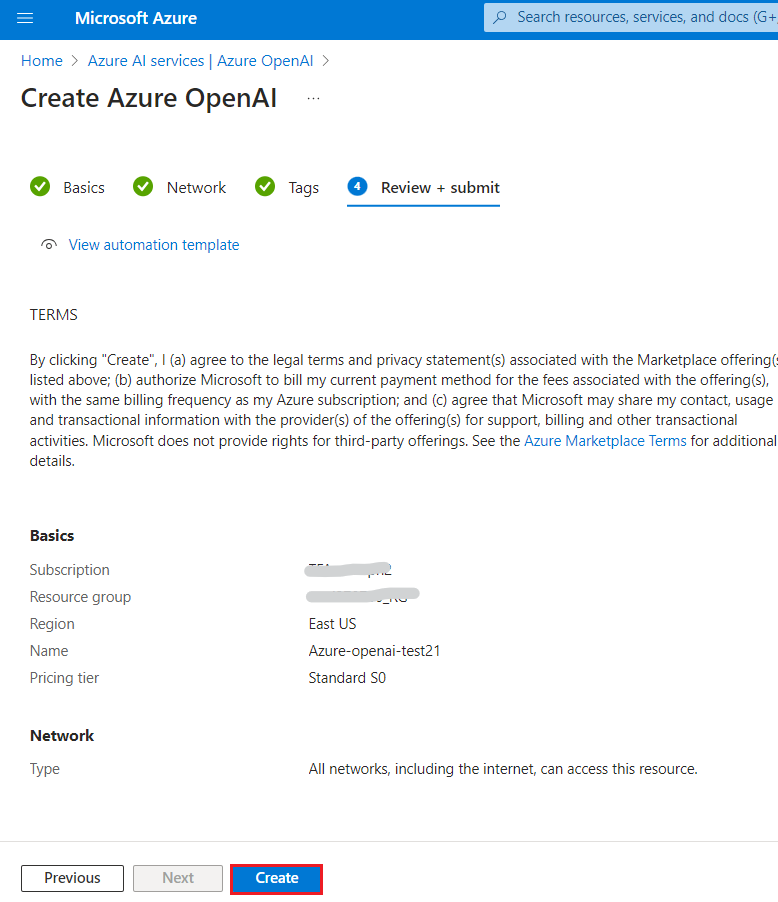 Microsoft Azure
Search resources, services, and docs (G+
Home > Azure AI services | Azure OpenAI >
Create Azure OpenAI ...
Basics Network Tags 4 Review + submit
View automation template
TERMS
By clicking "Create", I (a) agree to the legal terms and privacy statement(s) associated with the Marketplace offering(s
listed above; (b) authorize Microsoft to bill my current payment method for the fees associated with the offering(s),
with the same billing frequency as my Azure subscription; and (c) agree that Microsoft may share my contact, usage
and transactional information with the provider(s) of the offering(s) for support, billing and other transactional
activities. Microsoft does not provide rights for third-party offerings. See the Azure Marketplace Terms for additional
details.
Basics
Subscription
Resource group
Region East US
Name Azure-openai-test21
Pricing tier Standard S0
Network
Type All networks, including the internet, can access this resource.
Previous Next Create